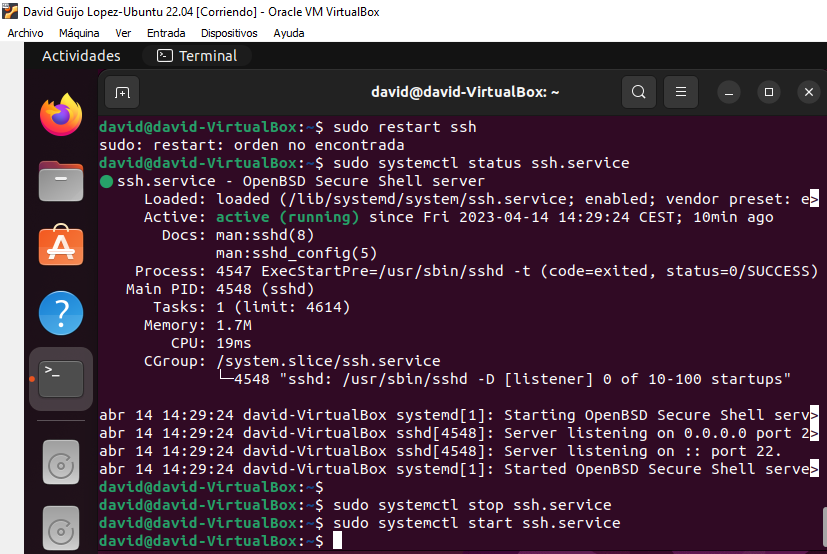 David Guijo Lopez-Ubuntu 22.04 [Corriendo] - Oracle VM VirtualBox
Archivo Máquina Ver Entrada Dispositivos Ayuda
Actividades Terminal
david@david-VirtualBox: ~
david@david-VirtualBox:~$ sudo restart ssh
sudo: restart: orden no encontrada
david@david-VirtualBox:~$ sudo systemctl status ssh.service
● ssh.service - OpenBSD Secure Shell server
Loaded: loaded (/lib/systemd/system/ssh.service; enabled; vendor preset: e>
Active: active (running) since Fri 2023-04-14 14:29:24 CEST; 10min ago
Docs: man:sshd(8)
man:sshd_config(5)
Process: 4547 ExecStartPre=/usr/sbin/sshd -t (code=exited, status=0/SUCCESS)
Main PID: 4548 (sshd)
Tasks: 1 (limit: 4614)
Memory: 1.7M
CPU: 19ms
CGroup: /system.slice/ssh.service
└─4548 "sshd: /usr/sbin/sshd -D [listener] 0 of 10-100 startups"
abr 14 14:29:24 david-VirtualBox systemd[1]: Starting OpenBSD Secure Shell serv>
abr 14 14:29:24 david-VirtualBox sshd[4548]: Server listening on 0.0.0.0 port 2>
abr 14 14:29:24 david-VirtualBox sshd[4548]: Server listening on :: port 22.
abr 14 14:29:24 david-VirtualBox systemd[1]: Started OpenBSD Secure Shell serve>
david@david-VirtualBox:~$
david@david-VirtualBox:~$ sudo systemctl stop ssh.service
david@david-VirtualBox:~$ sudo systemctl start ssh.service
david@david-VirtualBox:~$